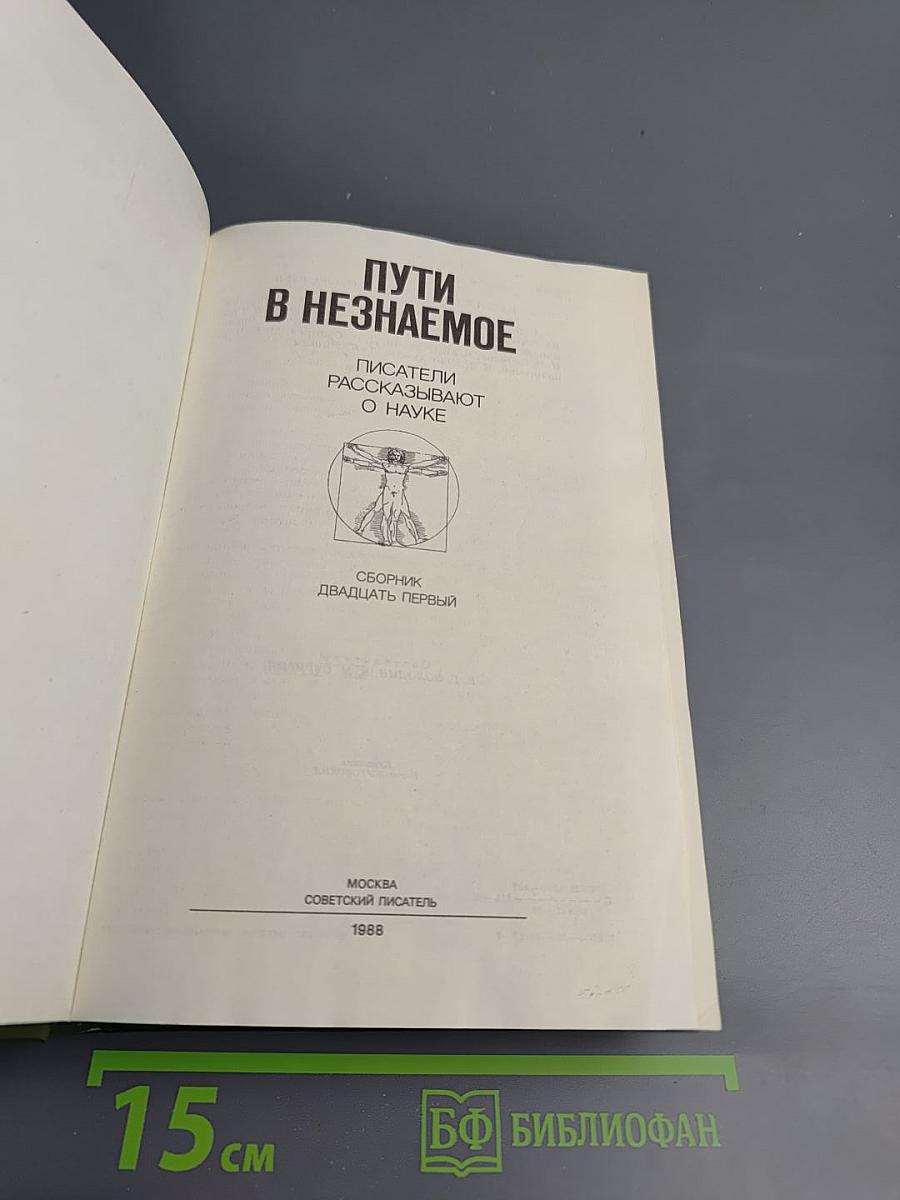 ПУТИ
В НЕЗНАЕМОЕ
ПИСАТЕЛИ
РАССКАЗЫВАЮТ
О НАУКЕ
СБОРНИК
ДВАДЦАТЬ ПЕРВЫЙ
МОСКВА
СОВЕТСКИЙ ПИСАТЕЛЬ
1988
15 СМ
БФ БИБЛИОФАН